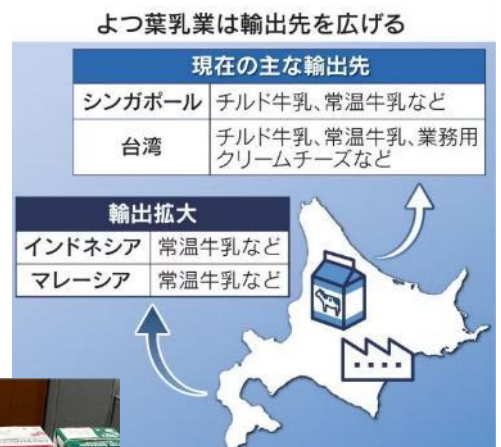 よつ葉乳業は輸出先を広げる
現在の主な輸出先
シンガポール チルド牛乳、常温牛乳など
台湾 チルド牛乳、常温牛乳、業務用
クリームチーズなど
輸出拡大
インドネシア 常温牛乳など
マレーシア 常温牛乳など